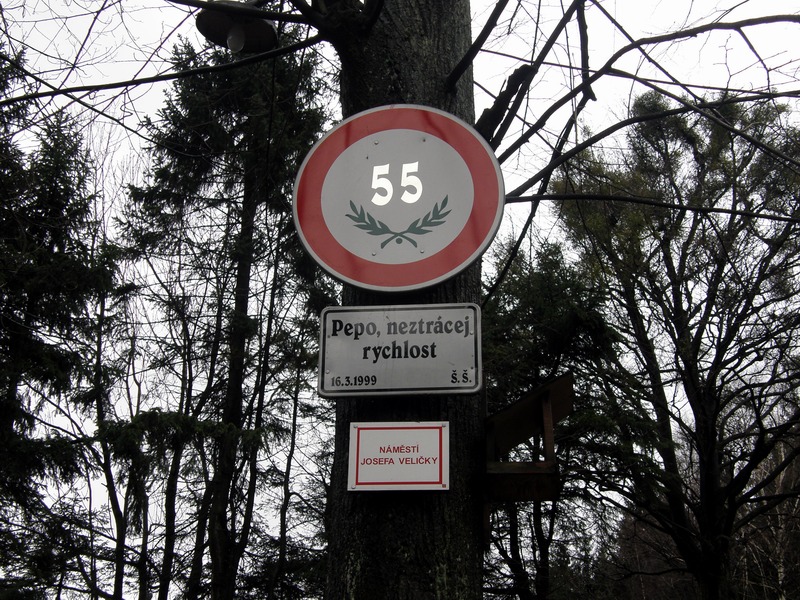 55
Pepo, neztrácej
rychlost
16.3.1999 Š.Š.
NÁMĚSTÍ
JOSEFA VELIČKY